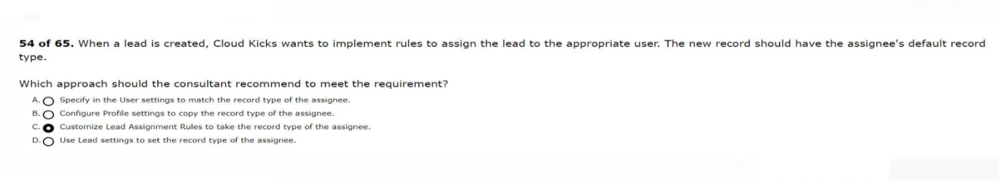 sales cloud
54 of 65. When a lead is created, Cloud Kicks wants to implement rules to assign the lead to the appropriate user. The new record should have the assignee's default record
type.
Which approach should the consultant recommend to meet the requirement?
A. Specify in the User settings to match the record type of the assignee.
B. Configure Profile settings to copy the record type of the assignee.
C. Customize Lead Assignment Rules to take the record type of the assignee.
D. Use Lead settings to set the record type of the assignee.